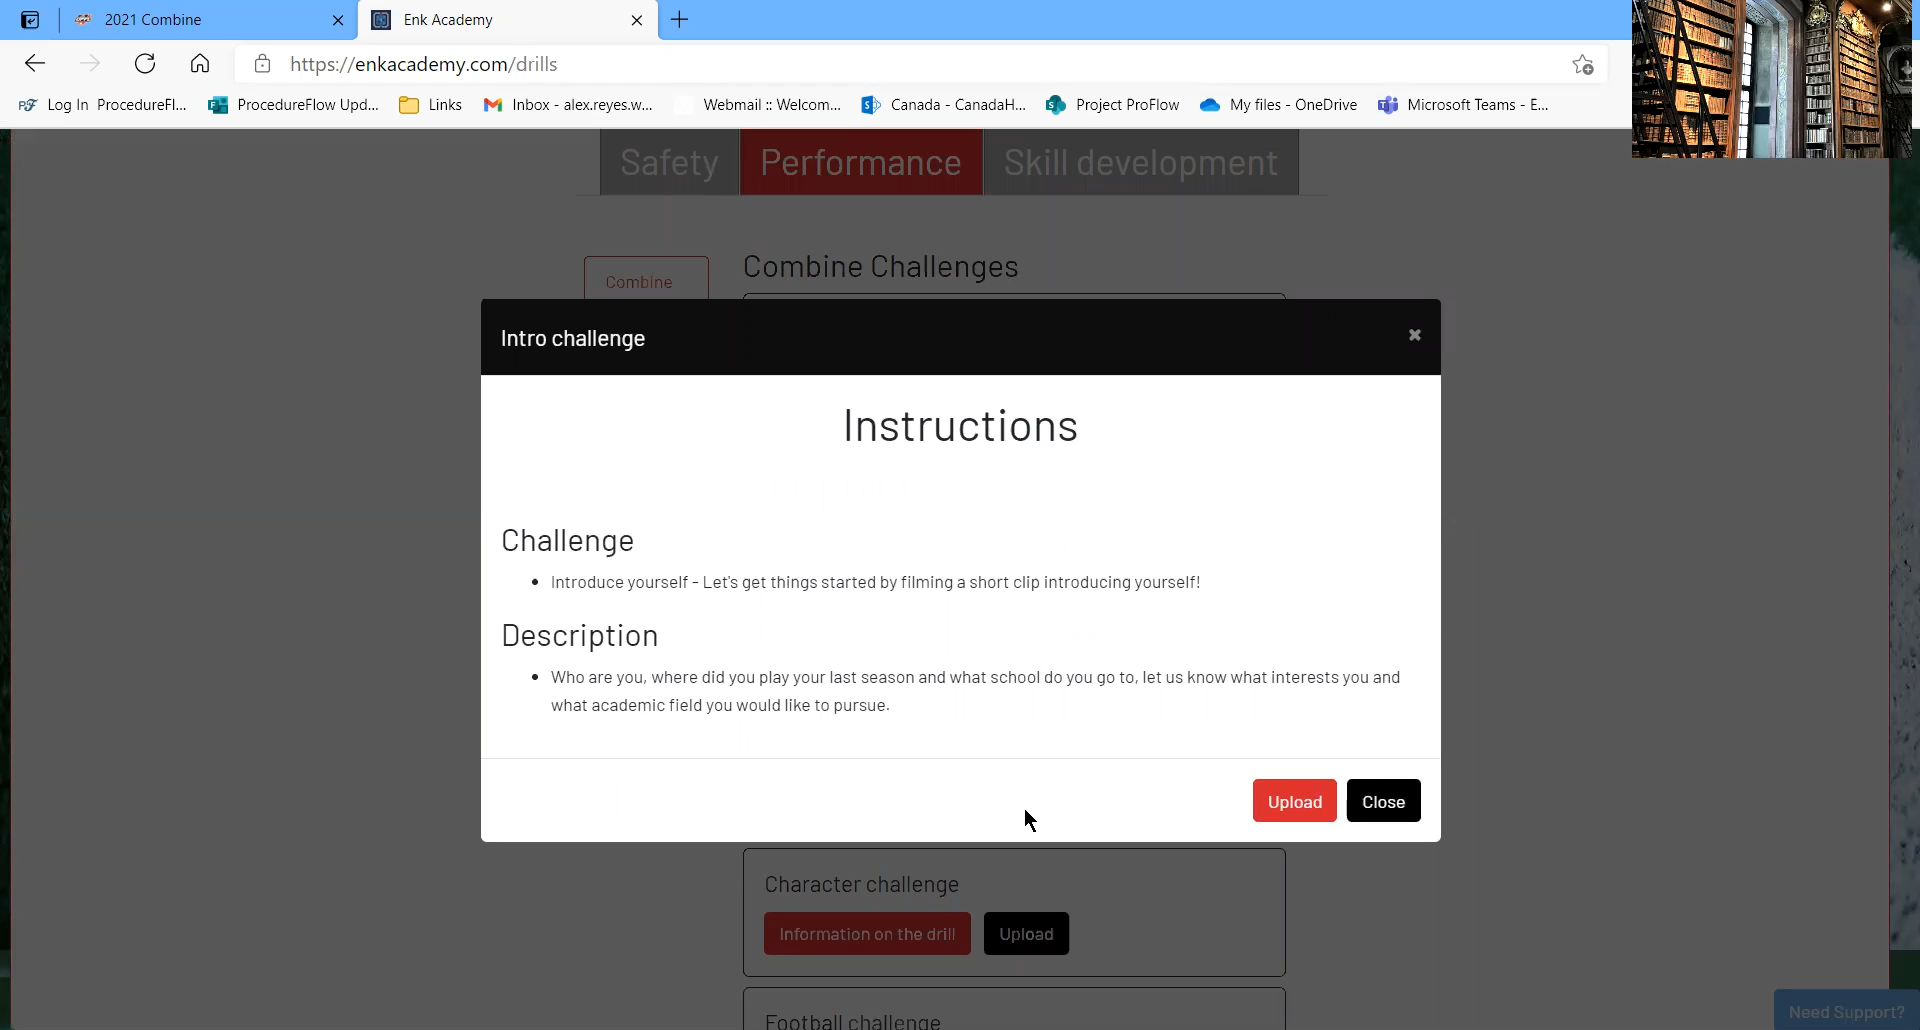 2021 Combine
Enk Academy
https://enkacademy.com/drills
Log In ProcedureFl...
ProcedureFlow Upd...
Links
Inbox - alex.reyes.w...
Webmail :: Welcom...
Canada - CanadaH...
Project ProFlow
My files - OneDrive
Microsoft Teams - E...
Safety
Performance
Skill development
Combine
Combine Challenges
Intro challenge
Instructions
Challenge
• Introduce yourself - Let's get things started by filming a short clip introducing yourself!
Description
• Who are you, where did you play your last season and what school do you go to, let us know what interests you and
what academic field you would like to pursue.
Upload
Close
Character challenge
Information on the drill
Upload
Football challenge
Need Support?